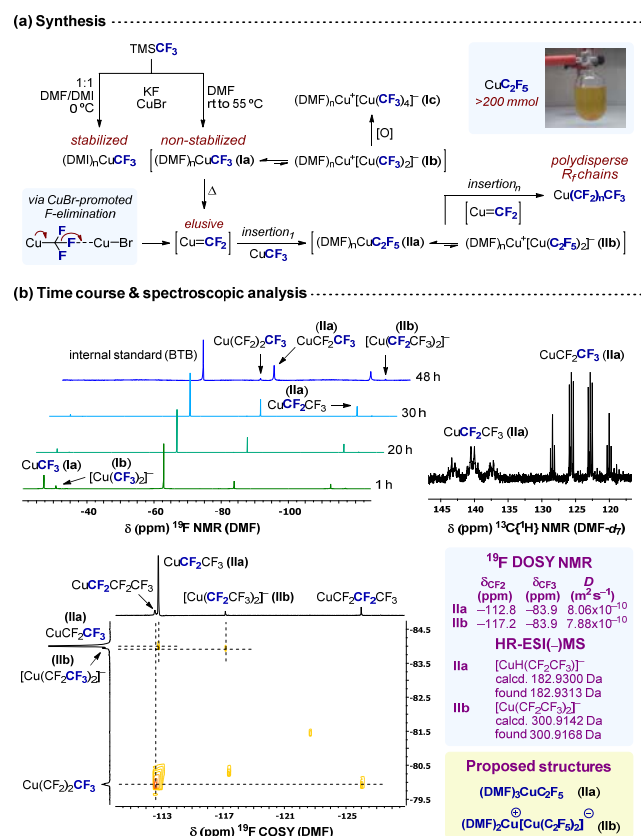 (a) Synthesis
TMSCF₃
1:1
DMF/DMI
0 ºC
KF
CuBr
DMF
rt to 55 ºC
stabilized
(DMI)ₙCuCF₃
non-stabilized
[(DMF)ₙCuCF₃ (Ia)
(DMF)ₙCu⁺[Cu(CF₃)₄]⁻ (Ic)
[O]
(DMF)ₙCu⁺[Cu(CF₃)₂]⁻ (Ib)]
CuC₂F₅
>200 mmol
polydisperse
R_f chains
Δ
via CuBr-promoted
F-elimination
Cu F F F Cu–Br
elusive
[Cu=CF₂]
insertion₁
CuCF₃
(DMF)ₙCuC₂F₅ (IIa)
(DMF)ₙCu⁺[Cu(C₂F₅)₂]⁻ (IIb)
insertionₙ
[Cu=CF₂]
Cu(CF₂)ₙCF₃
(b) Time course & spectroscopic analysis
internal standard (BTB)
Cu(CF₂)₂CF₃
(IIa)
CuCF₂CF₃
(IIb)
[Cu(CF₂CF₃)₂]⁻
48 h
(IIa)
CuCF₂CF₃
30 h
20 h
CuCF₃ (Ia)
(Ib)
[Cu(CF₃)₂]⁻
1 h
-40 -60 -80 -100
δ (ppm) ¹⁹F NMR (DMF)
CuCF₂CF₃ (IIa)
CuCF₂CF₃ (IIa)
145 140 135 130 125 120
δ (ppm) ¹³C{¹H} NMR (DMF-d₇)
CuCF₂CF₃ (IIa)
CuCF₂CF₂CF₃
[Cu(CF₂CF₃)₂]⁻ (IIb)
CuCF₂CF₂CF₃
(IIa)
CuCF₂CF₃
(IIb)
[Cu(CF₂CF₃)₂]⁻
Cu(CF₂)₂CF₃
-84.5
-83.5
-82.5
-81.5
-80.5
-79.5
-113 -117 -121 -125
δ (ppm) ¹⁹F COSY (DMF)
¹⁹F DOSY NMR
δCF2 δCF3 D
(ppm) (ppm) (m²s⁻¹)
IIa −112.8 −83.9 8.06x10⁻¹⁰
IIb −117.2 −83.9 7.88x10⁻¹⁰
HR-ESI(–)MS
IIa [CuH(CF₂CF₃)]⁻
calcd. 182.9300 Da
found 182.9313 Da
IIb [Cu(CF₂CF₃)₂]⁻
calcd. 300.9142 Da
found 300.9168 Da
Proposed structures
(DMF)₃CuC₂F₅ (IIa)
⊕ ⊖
(DMF)₂Cu[Cu(C₂F₅)₂] (IIb)